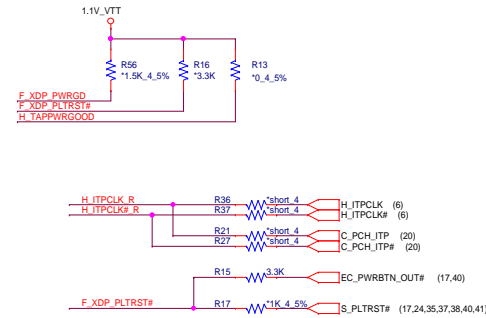 1.1V_VTT
R56 R16 R13
*1.5K_4_5% *3.3K *0_4_5%
F_XDP_PWRGD
F_XDP_PLTRST#
H_TAPPWRGOOD
H_ITPCLK_R R36 *short_4 H_ITPCLK (6)
H_ITPCLK#_R R37 *short_4 H_ITPCLK# (6)
R21 *short_4 C_PCH_ITP (20)
R27 *short_4 C_PCH_ITP# (20)
R15 3.3K EC_PWRBTN_OUT# (17,40)
F_XDP_PLTRST# R17 *1K_4_5% S_PLTRST# (17,24,35,37,38,40,41)